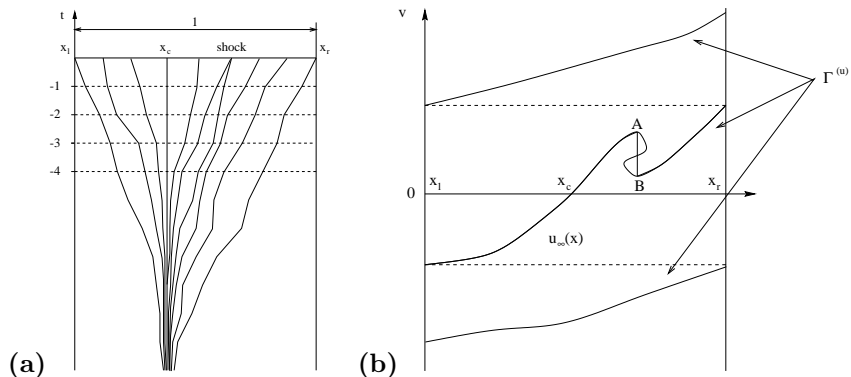 t
1
x_l x_c shock x_r
-1
-2
-3
-4
(a)
v
Γ^(u)
A
B
0 x_l x_c x_r
u_∞(x)
(b)